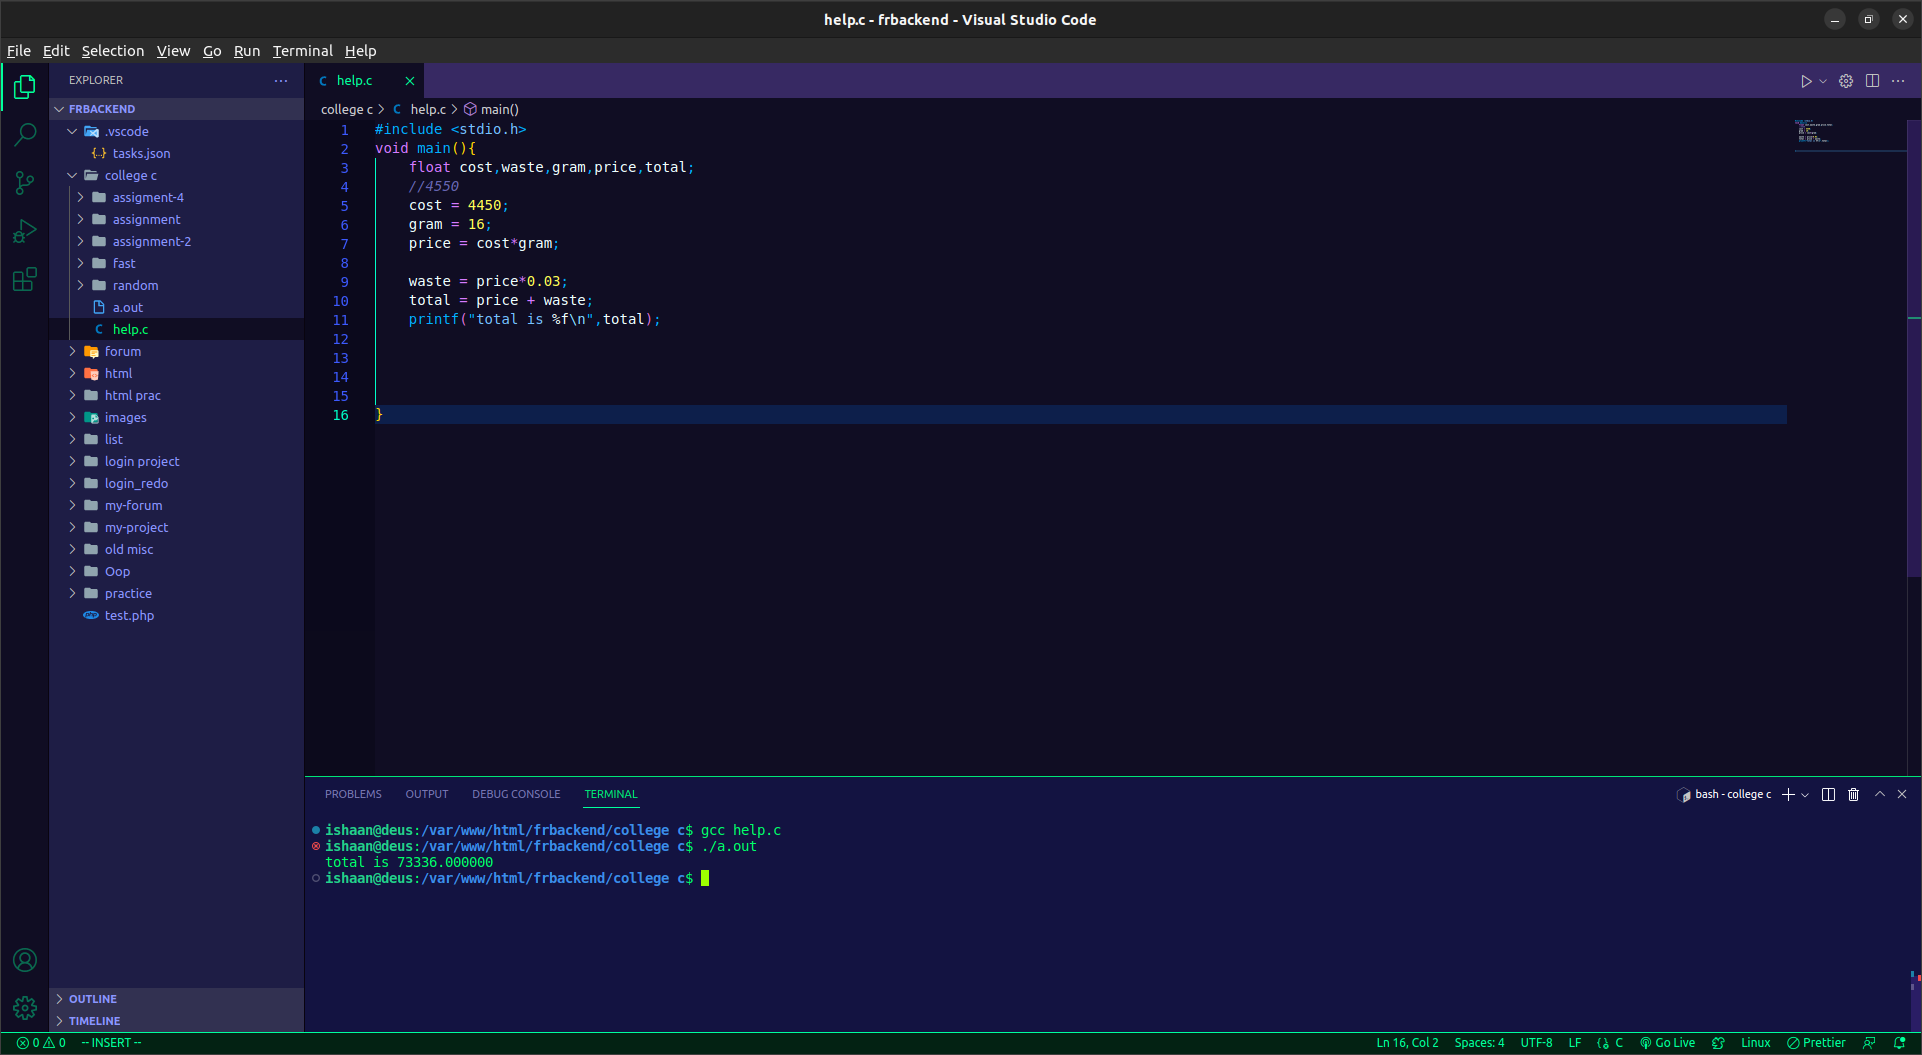 help.c - frbackend - Visual Studio Code
File Edit Selection View Go Run Terminal Help
EXPLORER
FRBACKEND
.vscode
tasks.json
college c
assigment-4
assignment
assignment-2
fast
random
a.out
help.c
forum
html
html prac
images
list
login project
login_redo
my-forum
my-project
old misc
Oop
practice
test.php
OUTLINE
TIMELINE
help.c
college c > C help.c > main()
1 #include <stdio.h>
2 void main(){
3 float cost,waste,gram,price,total;
4 //4550
5 cost = 4450;
6 gram = 16;
7 price = cost*gram;
8
9 waste = price*0.03;
10 total = price + waste;
11 printf("total is %f\n",total);
12
13
14
15
16 }
PROBLEMS OUTPUT DEBUG CONSOLE TERMINAL
bash - college c
ishaan@deus:/var/www/html/frbackend/college c$ gcc help.c
ishaan@deus:/var/www/html/frbackend/college c$ ./a.out
total is 73336.000000
ishaan@deus:/var/www/html/frbackend/college c$
0 0 -- INSERT -- Ln 16, Col 2 Spaces: 4 UTF-8 LF C Go Live Linux Prettier